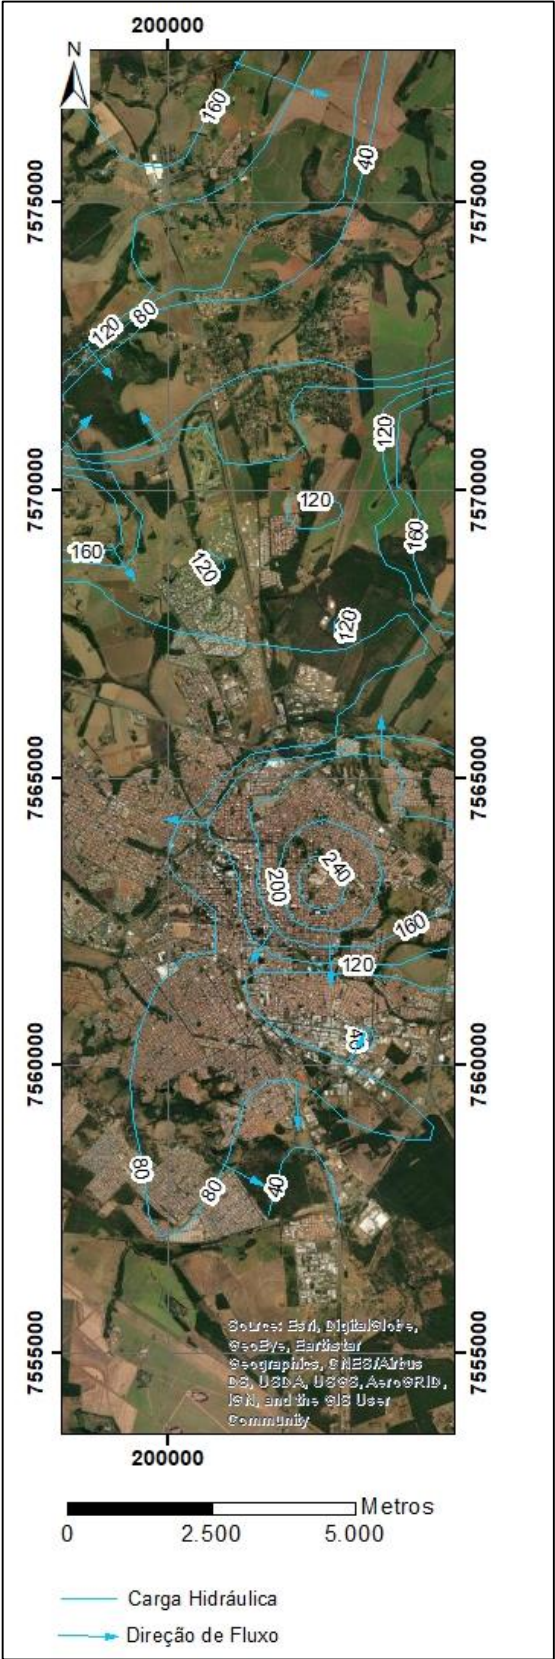 200000
N
160
40
7575000
7575000
120
80
120
7570000
7570000
120
160
160
120
120
7565000
7565000
240
200
160
120
40
7560000
7560000
80
80
40
Source: Esri, DigitalGlobe,
GeoEye, Earthstar
Geographics, CNES/Airbus
DS, USDA, USGS, AeroGRID,
IGN, and the GIS User
Community
7555000
7555000
200000
Metros
0 2.500 5.000
Carga Hidráulica
Direção de Fluxo